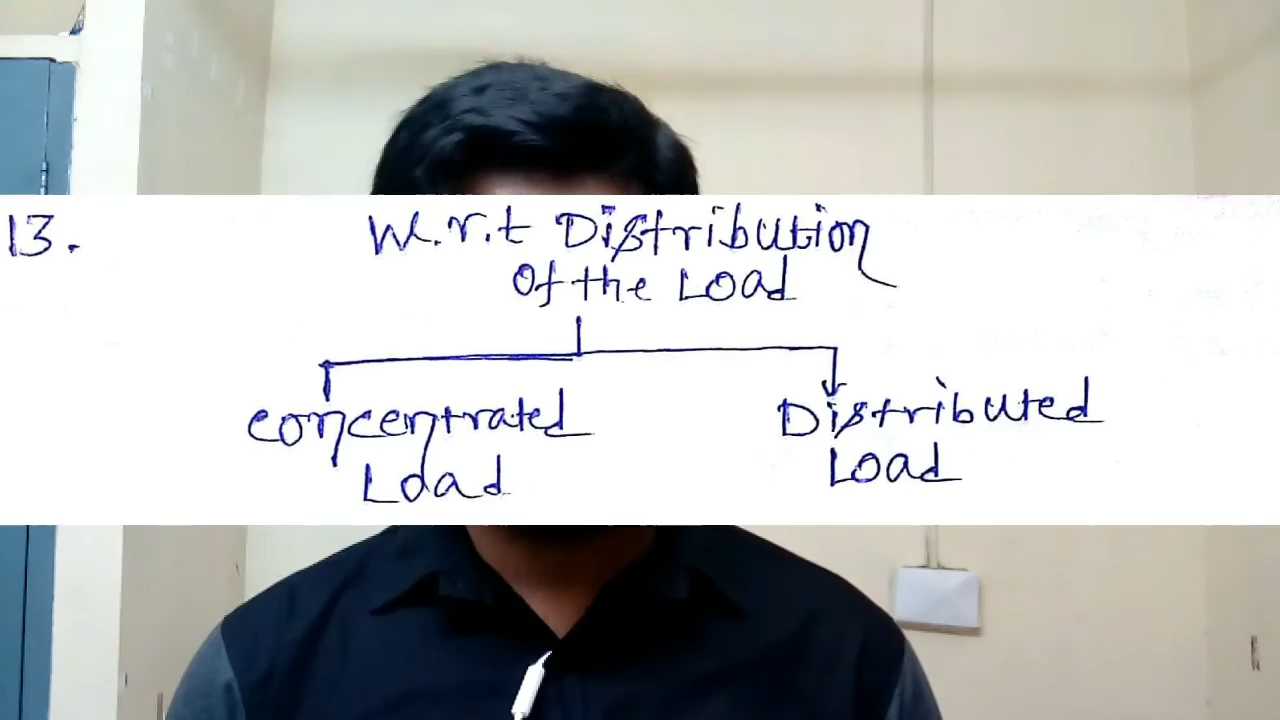 13.
W.r.t Distribution
Of the Load
Concentrated
Load
Distributed
Load